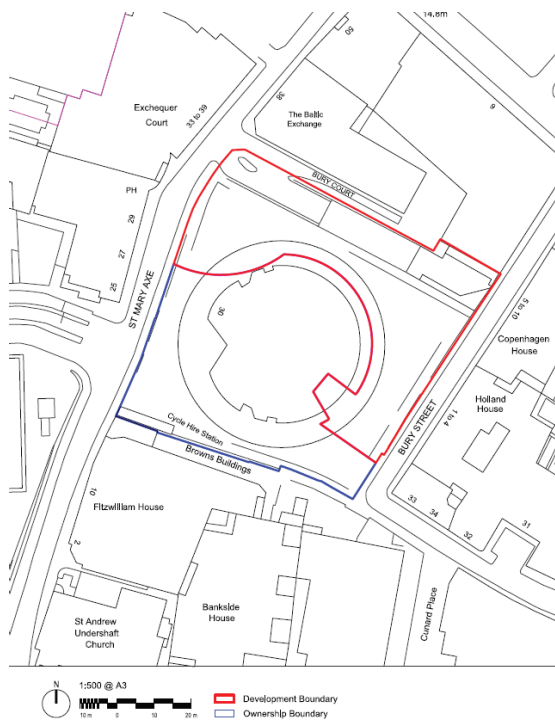 14.8m
50
Exchequer
Court
33 to 39
38
The Baltic
Exchange
6
PH
29
27
25
BURY COURT
ST MARY AXE
30
5 to 10
Copenhagen
House
Holland
House
1 to 4
BURY STREET
Cycle Hire Station
Browns Buildings
10
Fitzwilliam House
2
33
34
32
31
St Andrew
Undershaft
Church
Bankside
House
Cunard Place
N
1:500 @ A3
10 m 0 10 m 20 m
Development Boundary
Ownership Boundary